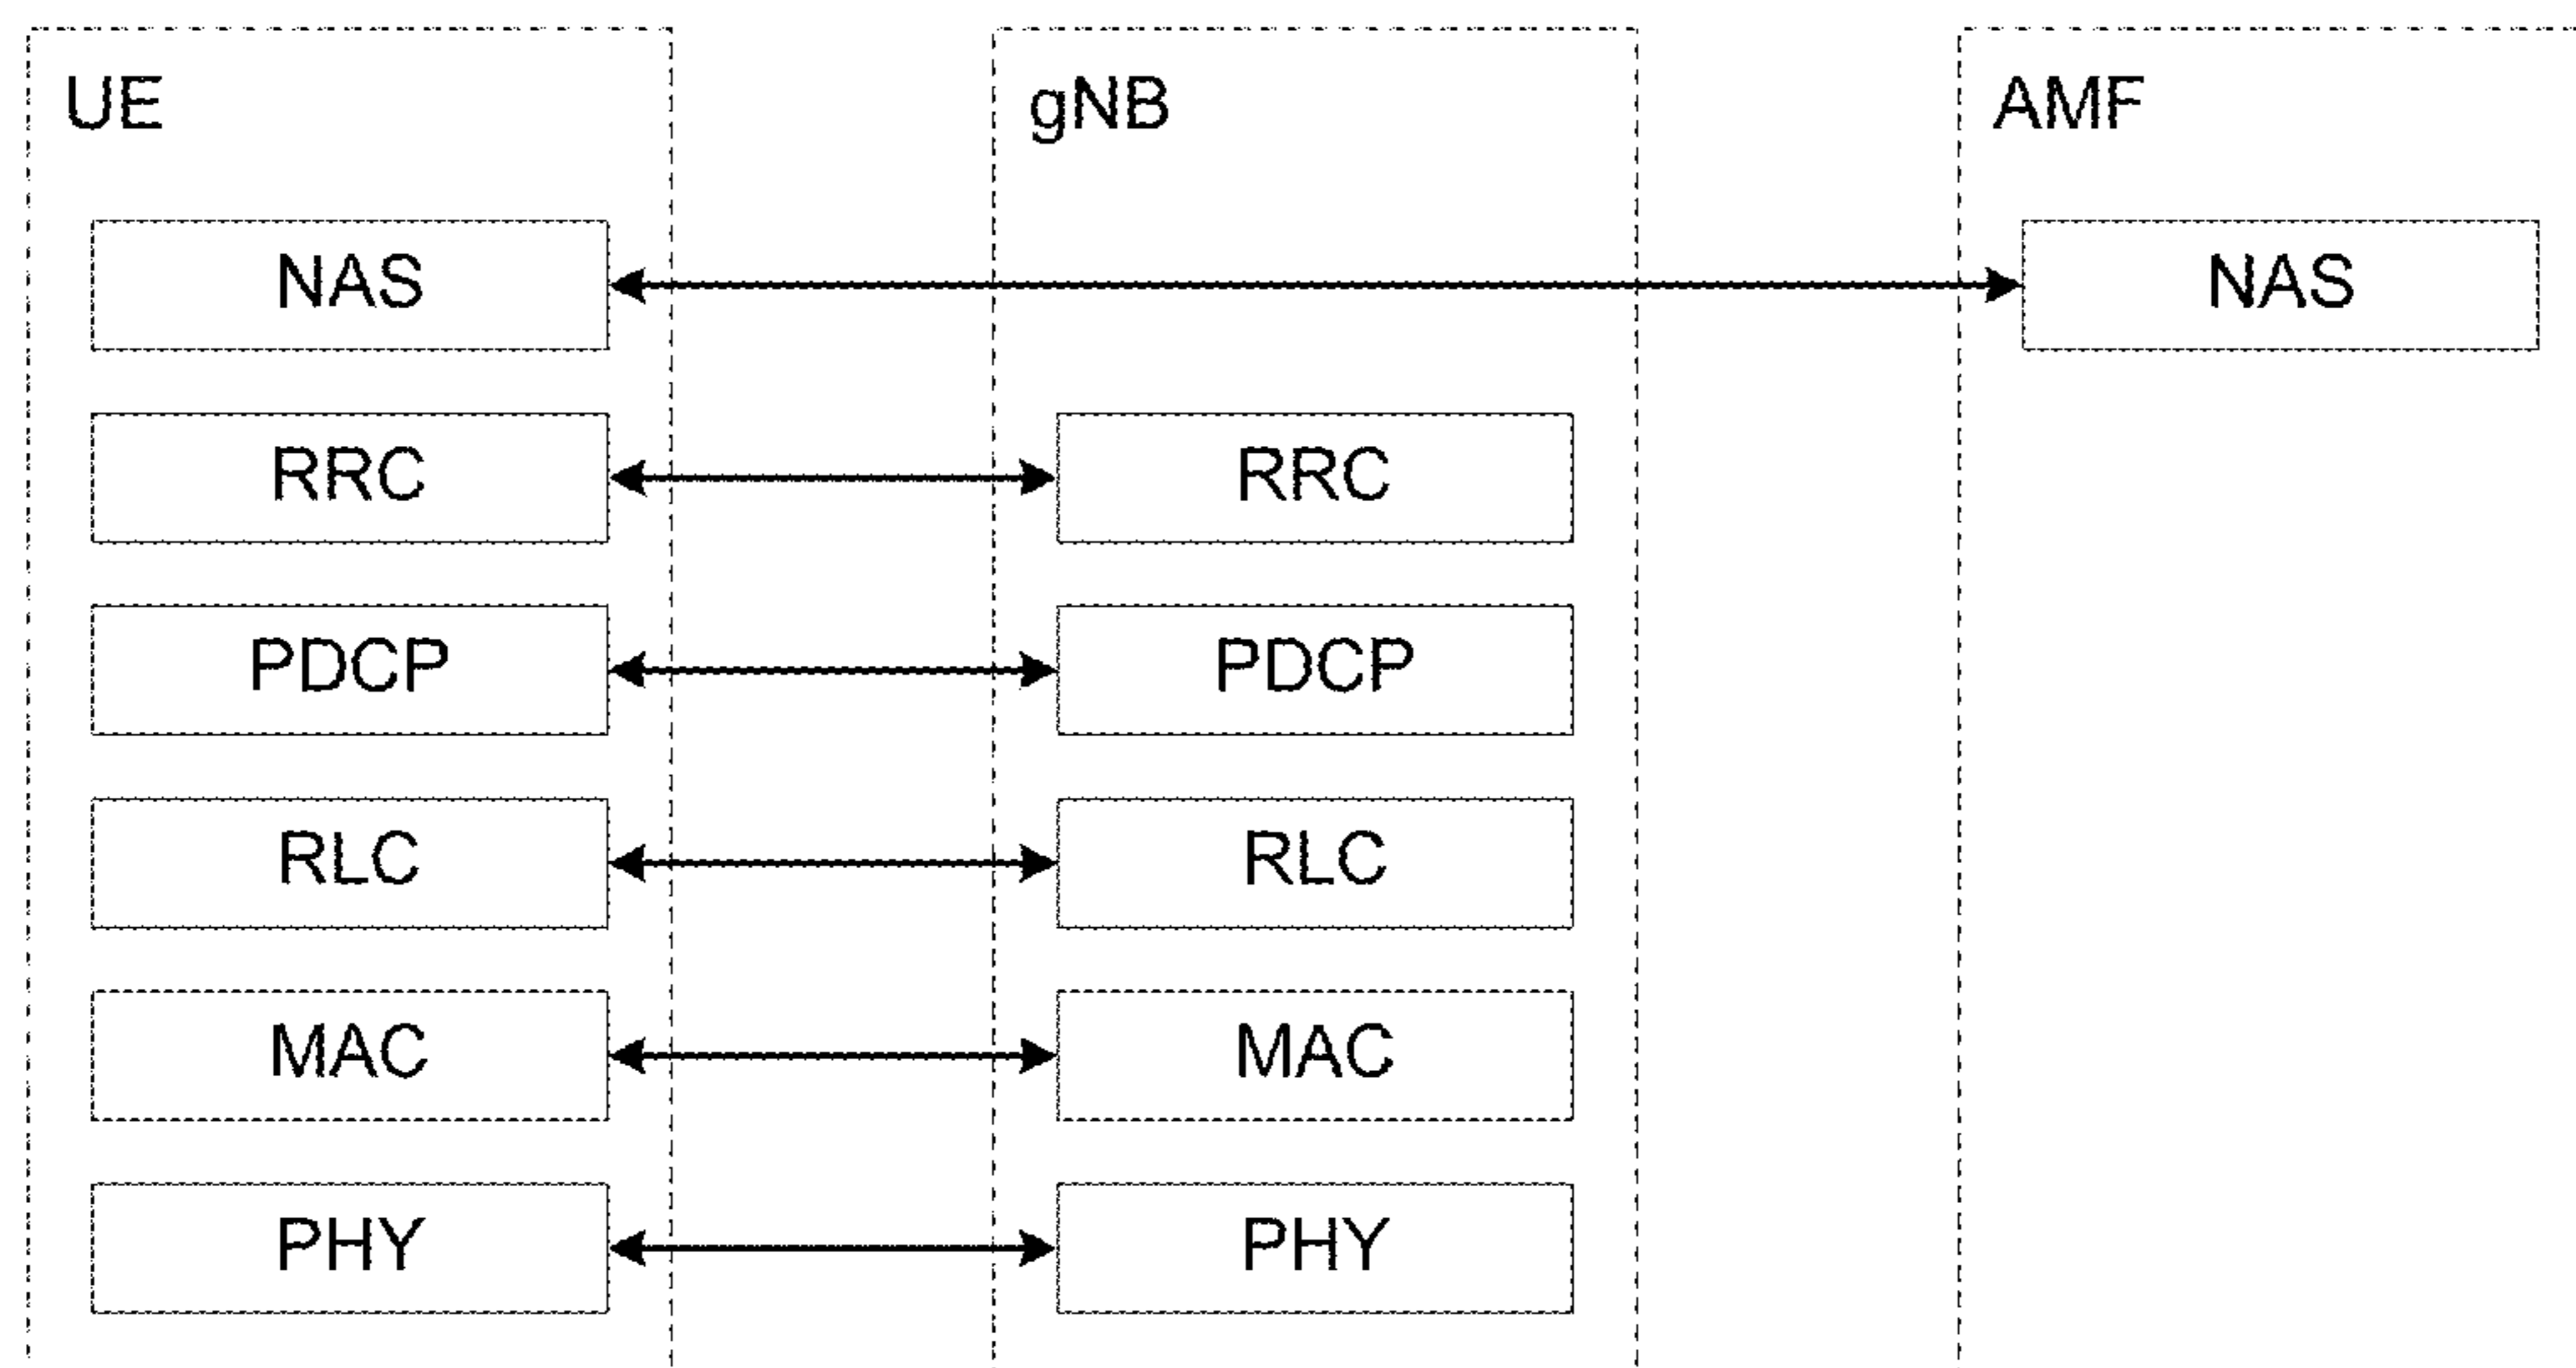 UE
gNB
AMF
NAS
NAS
RRC
RRC
PDCP
PDCP
RLC
RLC
MAC
MAC
PHY
PHY